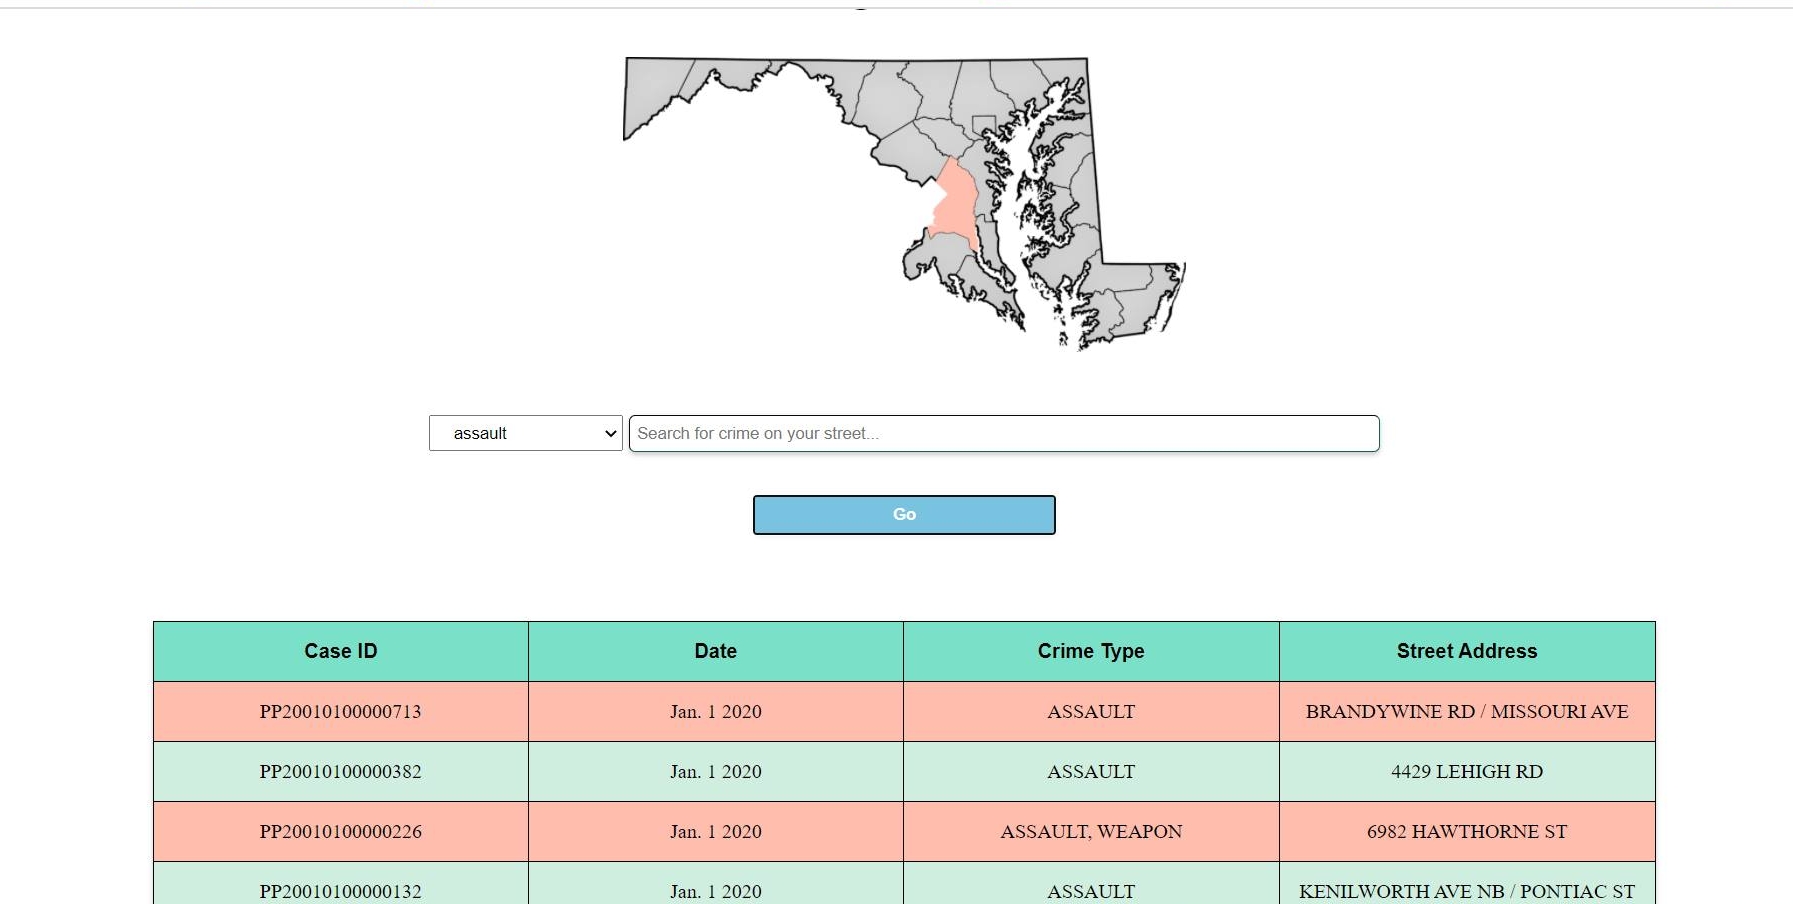 assault
Search for crime on your street...
Go
Case ID Date Crime Type Street Address
PP20010100000713 Jan. 1 2020 ASSAULT BRANDYWINE RD / MISSOURI AVE
PP20010100000382 Jan. 1 2020 ASSAULT 4429 LEHIGH RD
PP20010100000226 Jan. 1 2020 ASSAULT, WEAPON 6982 HAWTHORNE ST
PP20010100000132 Jan. 1 2020 ASSAULT KENILWORTH AVE NB / PONTIAC ST